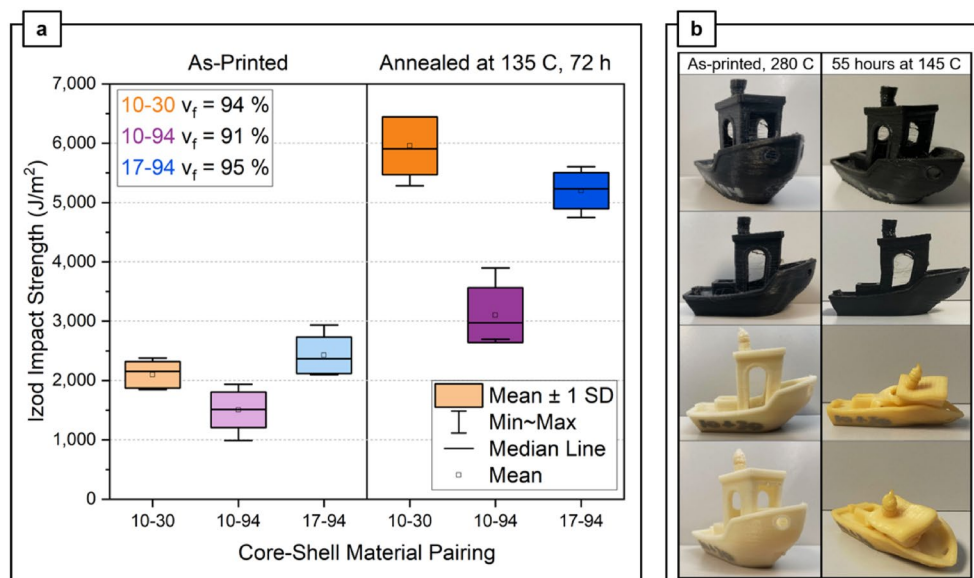 a
As-Printed
Annealed at 135 C, 72 h
7,000
6,000
5,000
4,000
3,000
2,000
1,000
0
Izod Impact Strength (J/m²)
10-30 vf = 94 %
10-94 vf = 91 %
17-94 vf = 95 %
Mean ± 1 SD
Min~Max
Median Line
Mean
10-30
10-94
17-94
10-30
10-94
17-94
Core-Shell Material Pairing
b
As-printed, 280 C
55 hours at 145 C